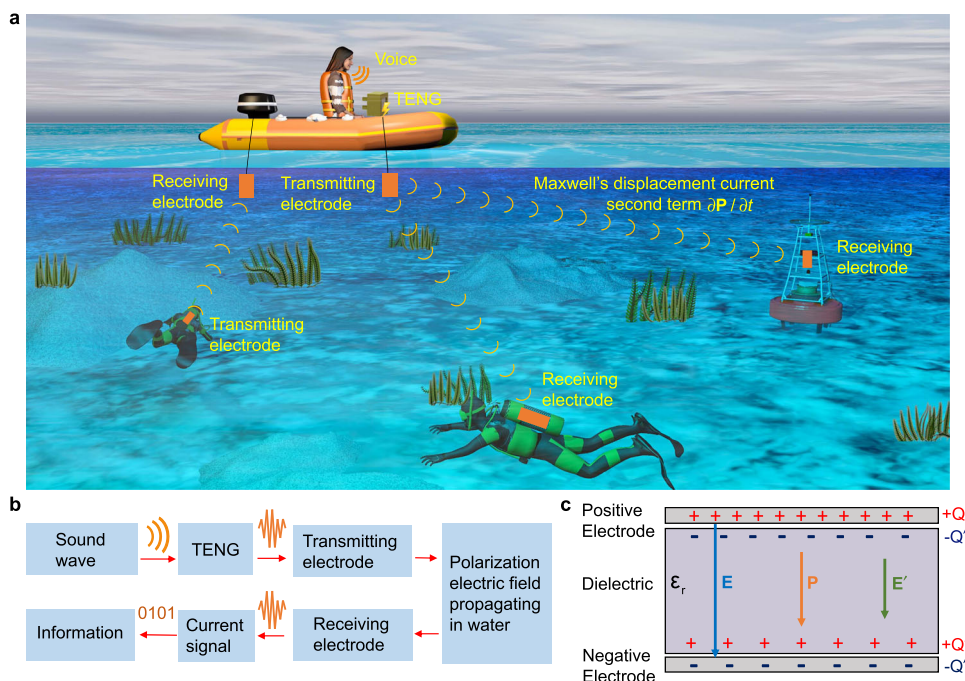 a
Voice
TENG
Receiving
electrode
Transmitting
electrode
Maxwell's displacement current
second term ∂P / ∂t
Receiving
electrode
Transmitting
electrode
Receiving
electrode
b
Sound
wave
TENG
Transmitting
electrode
Polarization
electric field
propagating
in water
Information
0101
Current
signal
Receiving
electrode
c
Positive
Electrode
+ + + + + + + + + +
+Q
- - - - - - - -
-Q'
Dielectric
εr
E
P
E′
+ + + + + + +
+Q
Negative
Electrode
- - - - - - -
-Q'